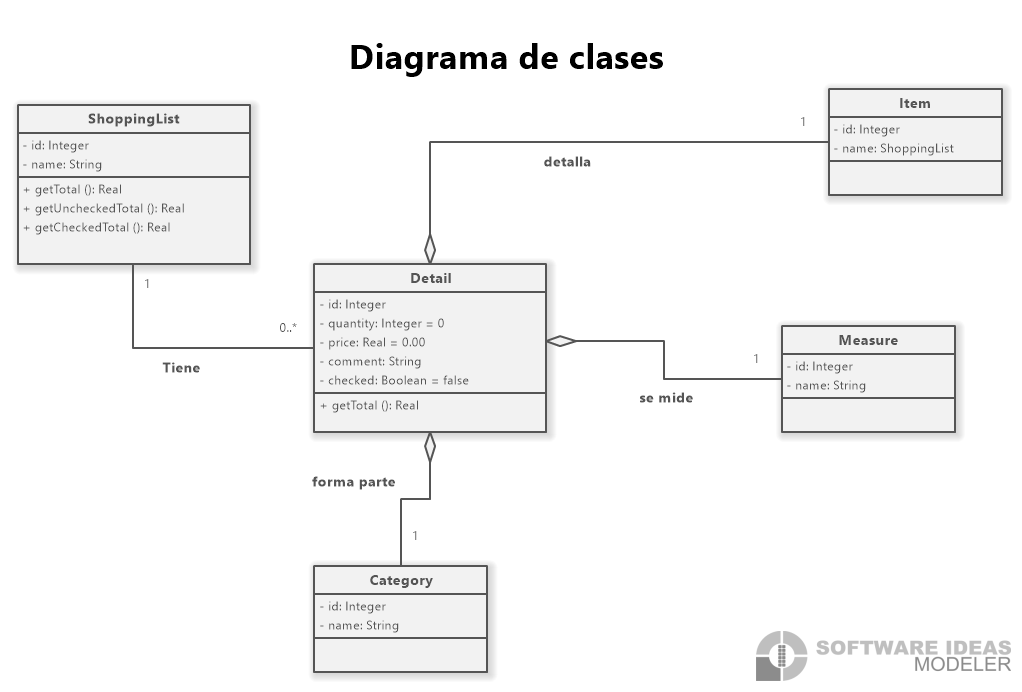 Diagrama de clases
ShoppingList
- id: Integer
- name: String
+ getTotal (): Real
+ getUncheckedTotal (): Real
+ getCheckedTotal (): Real
1
0..*
Tiene
Item
- id: Integer
- name: ShoppingList
1
detalla
Detail
- id: Integer
- quantity: Integer = 0
- price: Real = 0.00
- comment: String
- checked: Boolean = false
+ getTotal (): Real
Measure
- id: Integer
- name: String
1
se mide
forma parte
1
Category
- id: Integer
- name: String
SOFTWARE IDEAS
MODELER